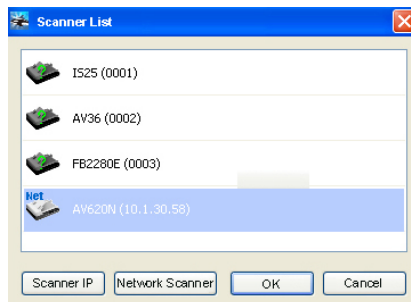 Scanner List
IS25 (0001)
AV36 (0002)
FB2280E (0003)
Net
AV620N (10.1.30.58)
Scanner IP
Network Scanner
OK
Cancel